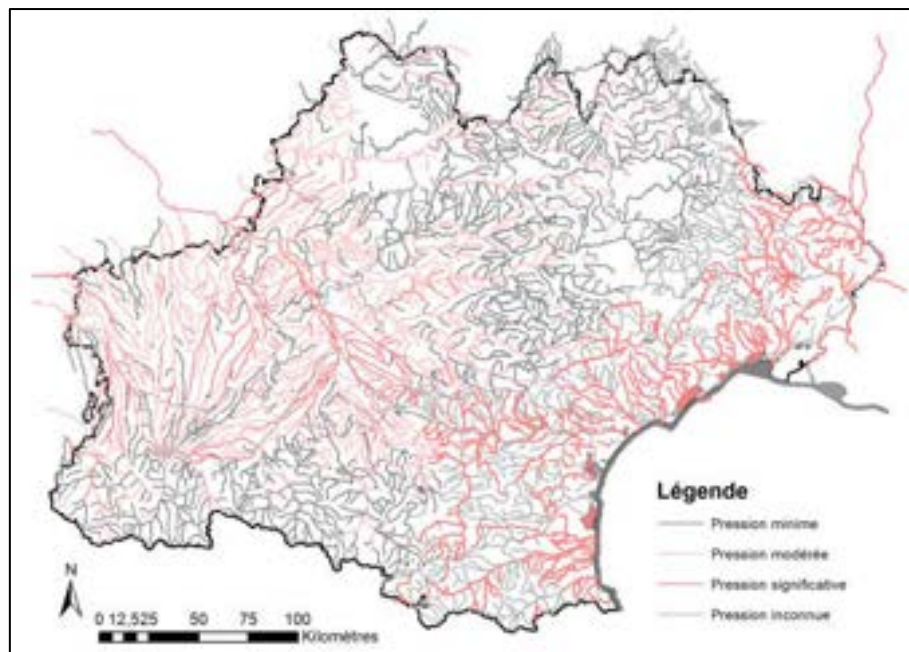 Légende
Pression minime
Pression modérée
Pression significative
Pression inconnue
N
0 12,525 50 75 100
Kilomètres